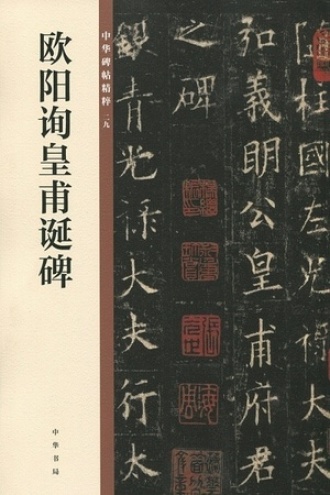 欧阳询皇甫诞碑
中华碑帖精粹 二九
中华书局
柱國左光祿大夫
弘義明公皇甫府君
之碑
青光祿大夫行太